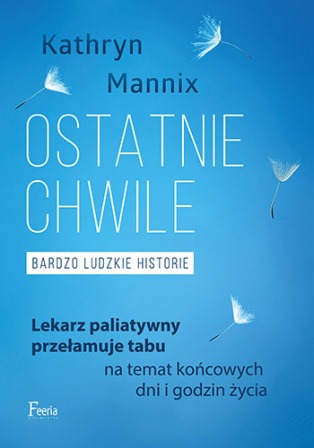 Kathryn
Mannix
OSTATNIE
CHWILE
BARDZO LUDZKIE HISTORIE
Lekarz paliatywny
przełamuje tabu
na temat końcowych
dni i godzin życia
Feeria